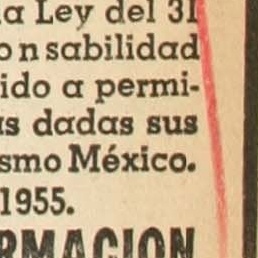 a Ley del 31
o n sabilidad
ido a permi-
s dadas sus
smo México.
1955.
RMACION